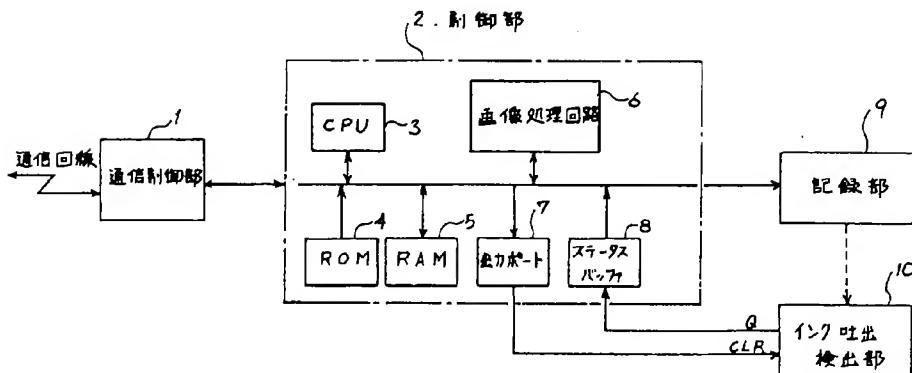 2. 制御部
1
通信回線
通信制御部
CPU
3
画像処理回路
6
9
記録部
4
ROM
5
RAM
7
出力ポート
8
ステータス
バッファ
10
Q
CLR
インク吐出
検出部